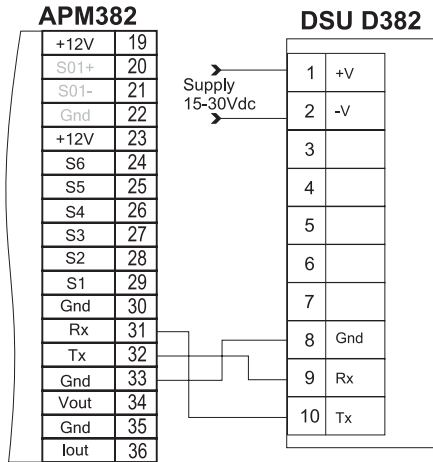 APM382
+12V 19
S01+ 20
S01- 21
Gnd 22
+12V 23
S6 24
S5 25
S4 26
S3 27
S2 28
S1 29
Gnd 30
Rx 31
Tx 32
Gnd 33
Vout 34
Gnd 35
Iout 36
Supply
15-30Vdc
DSU D382
1 +V
2 -V
3
4
5
6
7
8 Gnd
9 Rx
10 Tx